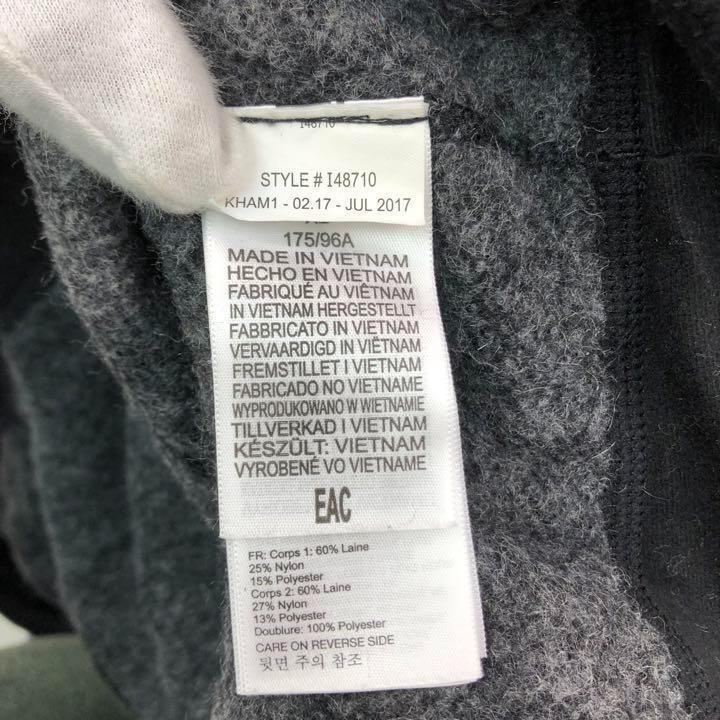 I48710
STYLE # I48710
KHAM1 - 02.17 - JUL 2017
175/96A
MADE IN VIETNAM
HECHO EN VIETNAM
FABRIQUÉ AU VIÊTNAM
IN VIETNAM HERGESTELLT
FABBRICATO IN VIETNAM
VERVAARDIGD IN VIËTNAM
FREMSTILLET I VIETNAM
FABRICADO NO VIETNAME
WYPRODUKOWANO W WIETNAMIE
TILLVERKAD I VIETNAM
KÉSZÜLT: VIETNAM
VYROBENÉ VO VIETNAME
EAC
FR: Corps 1: 60% Laine
25% Nylon
15% Polyester
Corps 2: 60% Laine
27% Nylon
13% Polyester
Doublure: 100% Polyester
CARE ON REVERSE SIDE
뒷면 주의 참조